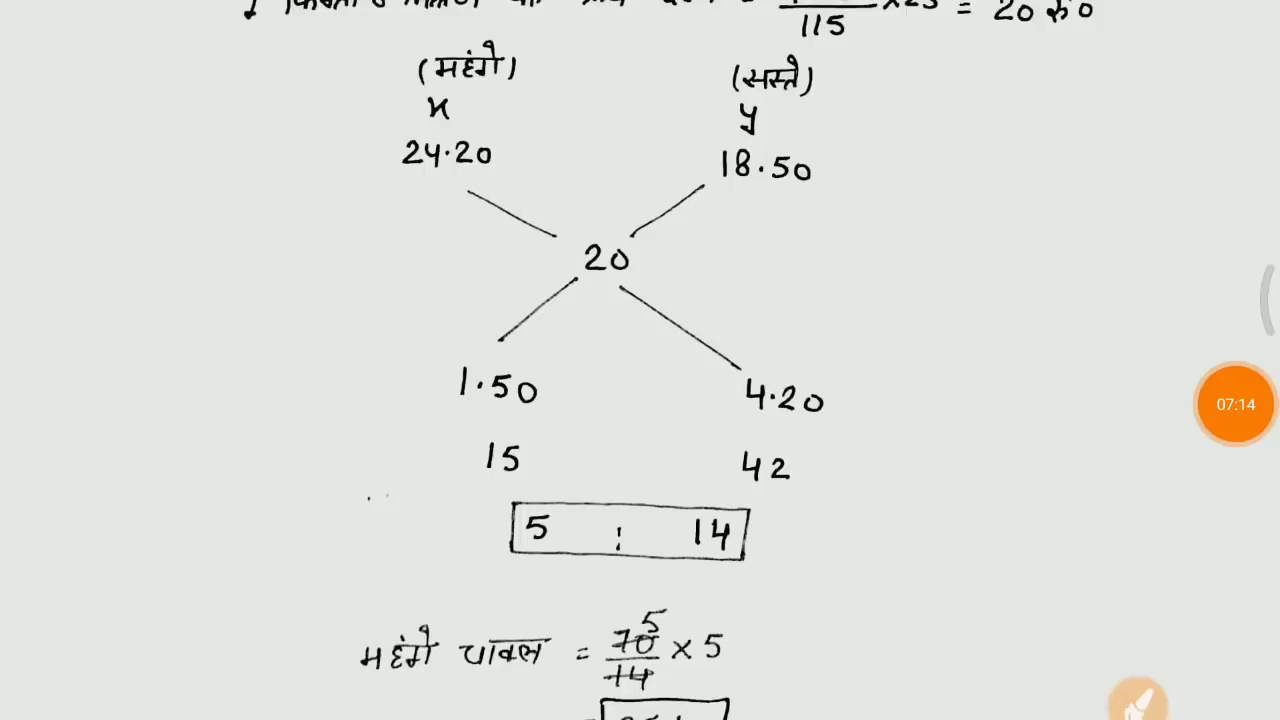 115 ×23 = 20 रु०
(महंगे) (सस्ते)
x y
24.20 18.50
20
1.50 4.20
15 42
5 : 14
महंगे चावल = 70/14 × 5
5
07:14